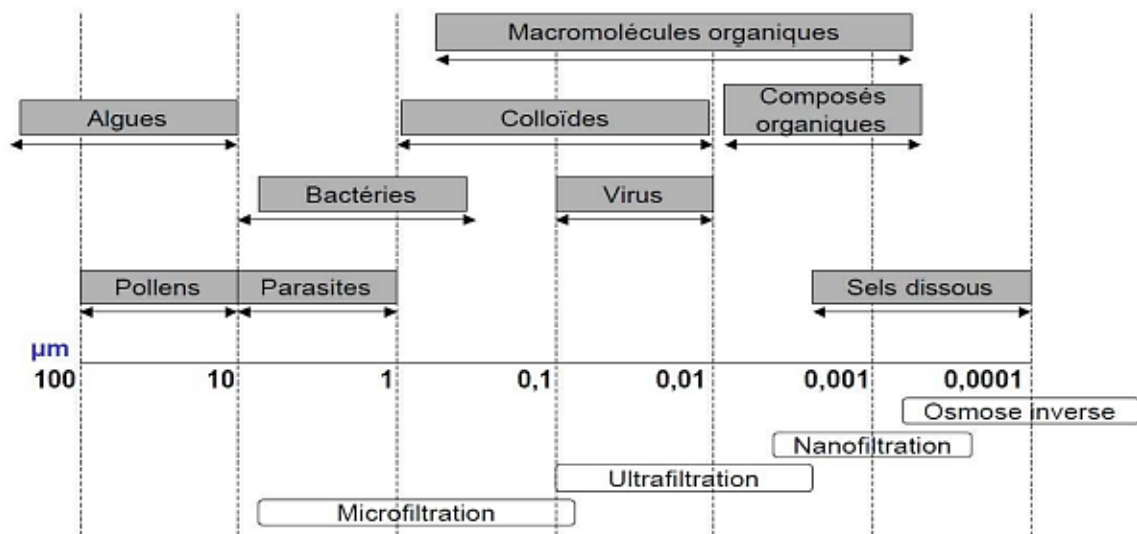 Macromolécules organiques
Algues
Colloïdes
Composés
organiques
Bactéries
Virus
Pollens
Parasites
Sels dissous
µm
100 10 1 0,1 0,01 0,001 0,0001
Osmose inverse
Nanofiltration
Ultrafiltration
Microfiltration